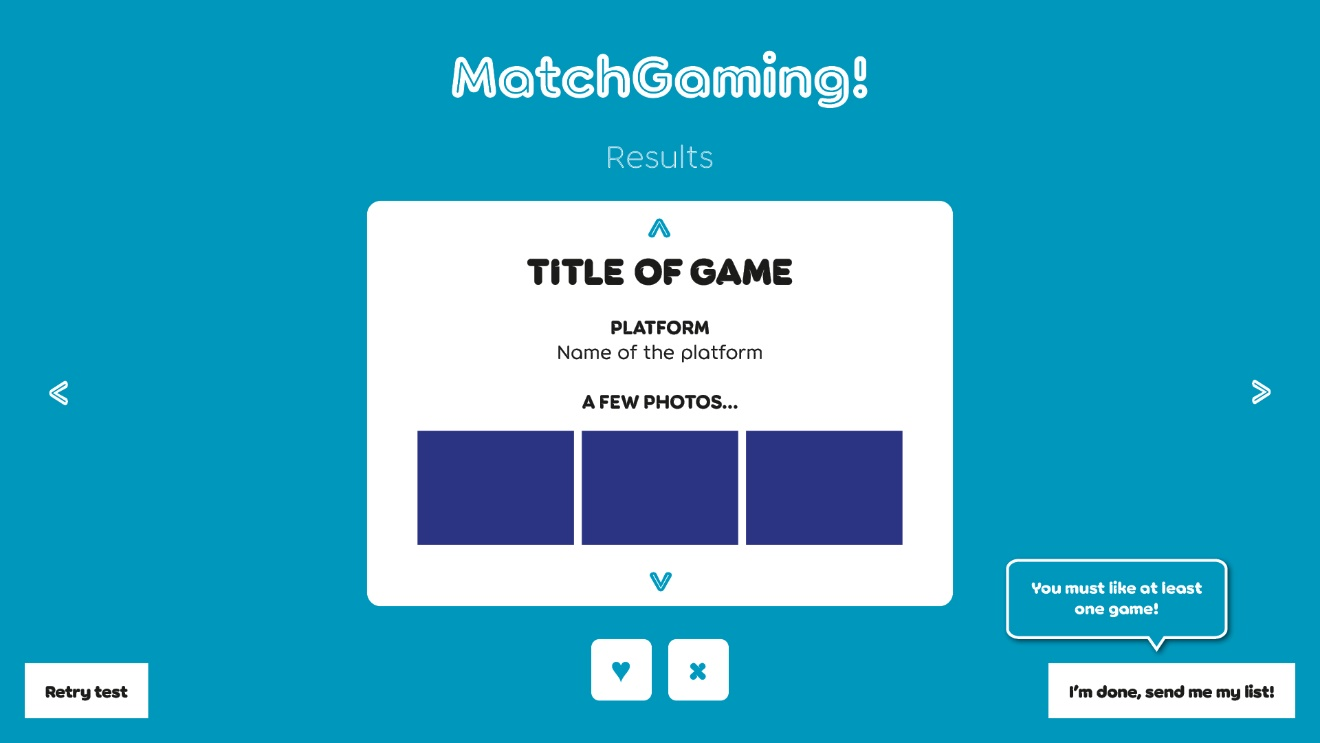 MatchGaming!
Results
TiTLE OF GAME
PLATFORM
Name of the platform
A FEW PHOTOS...
You must like at least
one game!
Retry test
I'm done, send me my list!